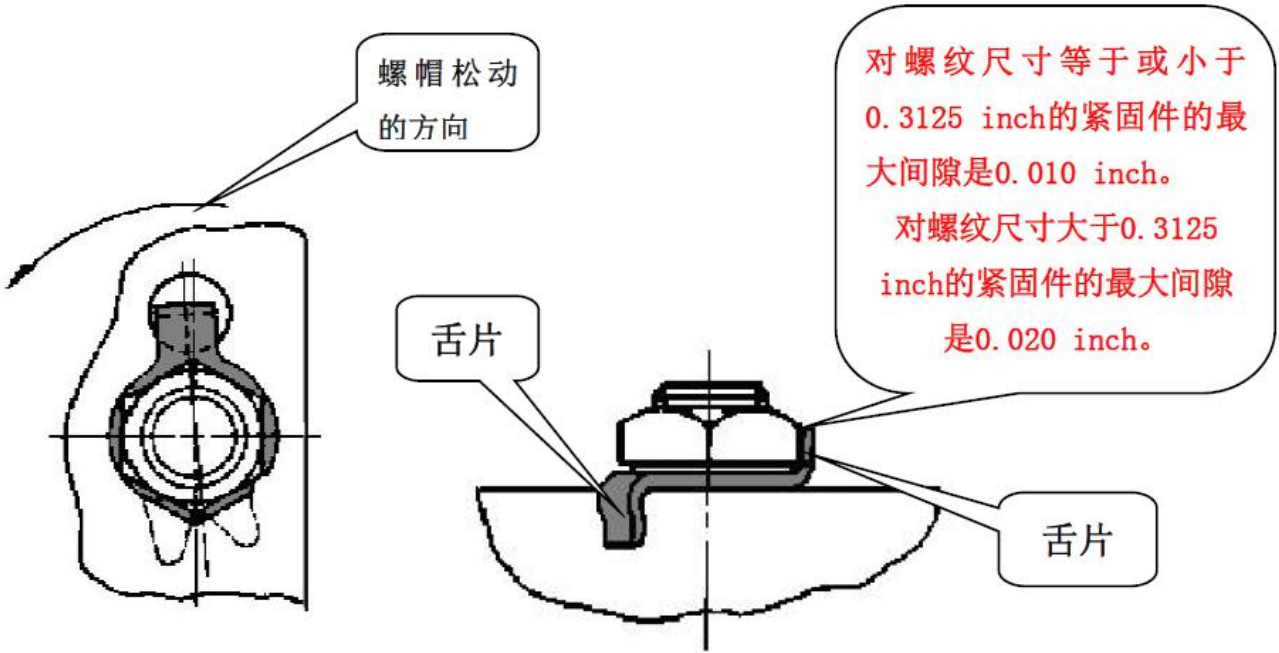 螺帽松动
的方向
对螺纹尺寸等于或小于
0.3125 inch的紧固件的最
大间隙是0.010 inch。
对螺纹尺寸大于0.3125
inch的紧固件的最大间隙
是0.020 inch。
舌片
舌片